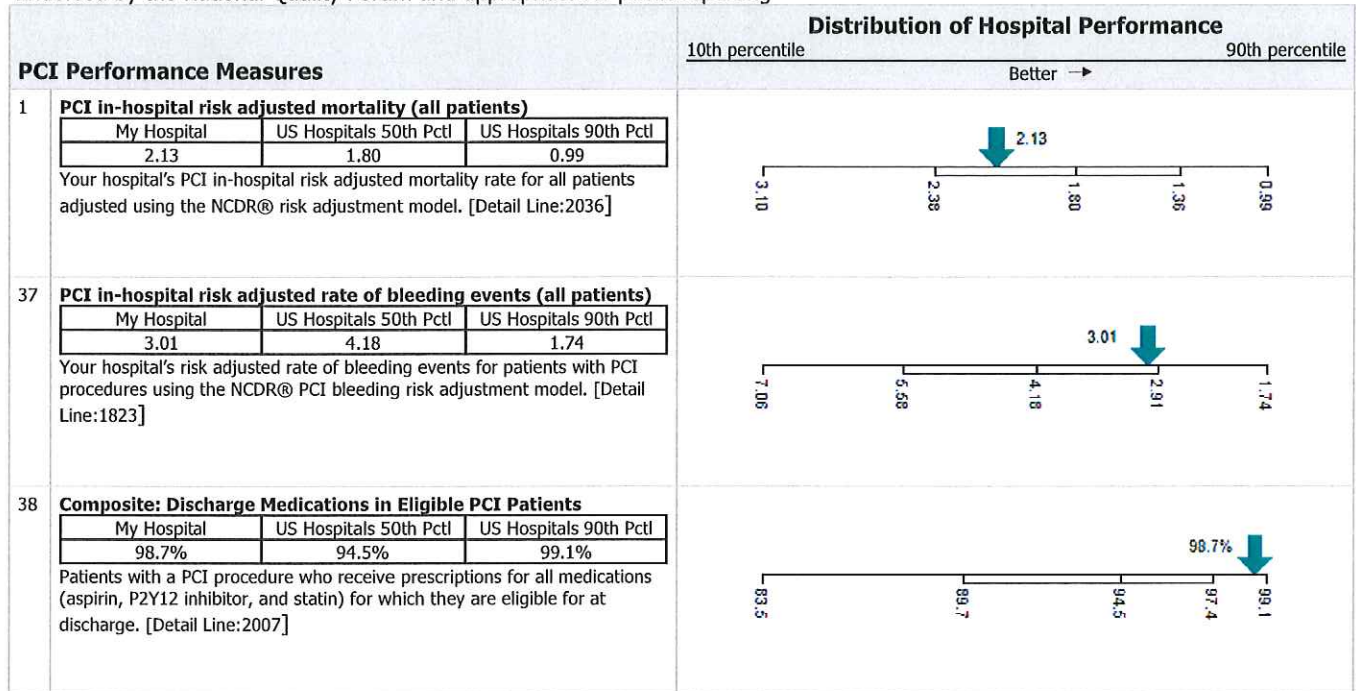 Distribution of Hospital Performance
10th percentile 90th percentile
Better →
PCI Performance Measures
1 PCI in-hospital risk adjusted mortality (all patients)
My Hospital US Hospitals 50th Pctl US Hospitals 90th Pctl
2.13 1.80 0.99
Your hospital's PCI in-hospital risk adjusted mortality rate for all patients
adjusted using the NCDR® risk adjustment model. [Detail Line:2036]
2.13
3.10 2.38 1.80 1.36 0.99
37 PCI in-hospital risk adjusted rate of bleeding events (all patients)
My Hospital US Hospitals 50th Pctl US Hospitals 90th Pctl
3.01 4.18 1.74
Your hospital's risk adjusted rate of bleeding events for patients with PCI
procedures using the NCDR® PCI bleeding risk adjustment model. [Detail
Line:1823]
3.01
7.06 5.58 4.18 2.91 1.74
38 Composite: Discharge Medications in Eligible PCI Patients
My Hospital US Hospitals 50th Pctl US Hospitals 90th Pctl
98.7% 94.5% 99.1%
Patients with a PCI procedure who receive prescriptions for all medications
(aspirin, P2Y12 inhibitor, and statin) for which they are eligible for at
discharge. [Detail Line:2007]
98.7%
83.5 89.7 94.5 97.4 99.1